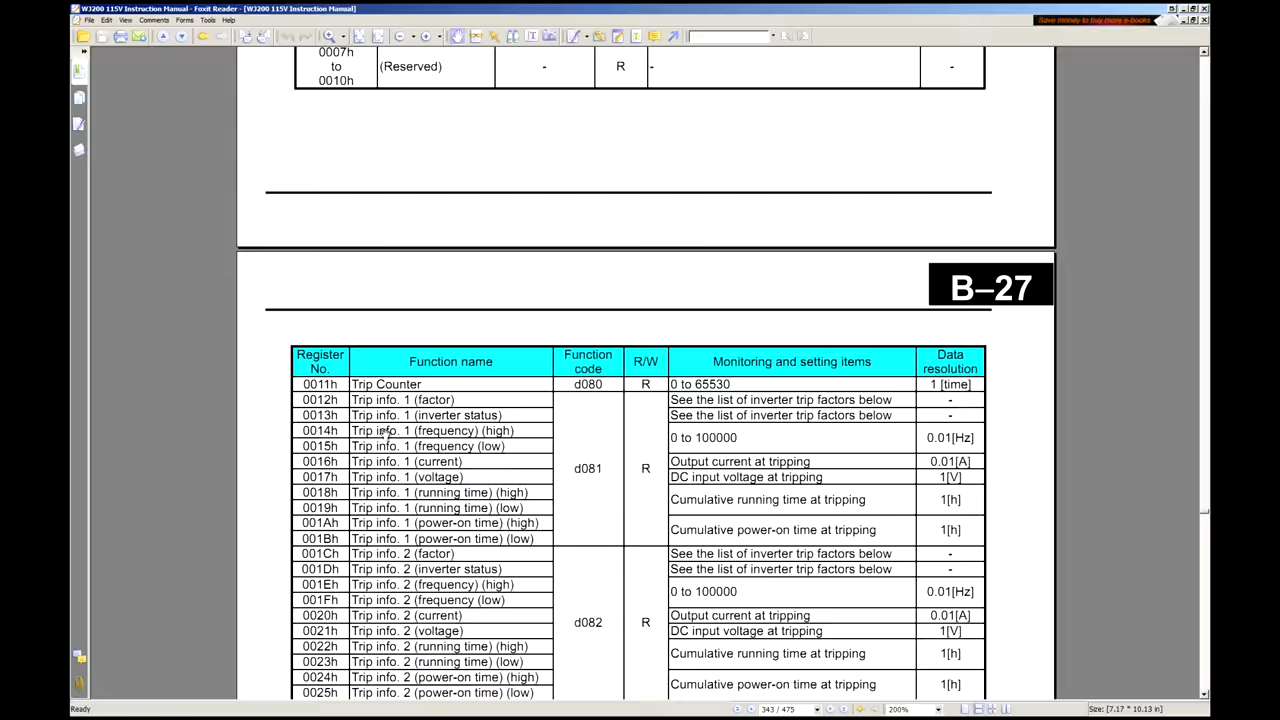 WJ200 115V Instruction Manual - Foxit Reader - [WJ200 115V Instruction Manual]
File Edit View Comments Forms Tools Help
Save money to buy more e-books
0007h
to
0010h
(Reserved) - R - -
B–27
Register No. Function name Function code R/W Monitoring and setting items Data resolution
0011h Trip Counter d080 R 0 to 65530 1 [time]
0012h Trip info. 1 (factor) See the list of inverter trip factors below -
0013h Trip info. 1 (inverter status) See the list of inverter trip factors below -
0014h Trip info. 1 (frequency) (high) 0 to 100000 0.01[Hz]
0015h Trip info. 1 (frequency (low)
0016h Trip info. 1 (current) Output current at tripping 0.01[A]
d081 R
0017h Trip info. 1 (voltage) DC input voltage at tripping 1[V]
0018h Trip info. 1 (running time) (high) Cumulative running time at tripping 1[h]
0019h Trip info. 1 (running time) (low)
001Ah Trip info. 1 (power-on time) (high) Cumulative power-on time at tripping 1[h]
001Bh Trip info. 1 (power-on time) (low)
001Ch Trip info. 2 (factor) See the list of inverter trip factors below -
001Dh Trip info. 2 (inverter status) See the list of inverter trip factors below -
001Eh Trip info. 2 (frequency) (high) 0 to 100000 0.01[Hz]
001Fh Trip info. 2 (frequency (low)
0020h Trip info. 2 (current) Output current at tripping 0.01[A]
d082 R
0021h Trip info. 2 (voltage) DC input voltage at tripping 1[V]
0022h Trip info. 2 (running time) (high) Cumulative running time at tripping 1[h]
0023h Trip info. 2 (running time) (low)
0024h Trip info. 2 (power-on time) (high) Cumulative power-on time at tripping 1[h]
0025h Trip info. 2 (power-on time) (low)
Ready 343 / 475 200% Size: [7.17 * 10.13 in]